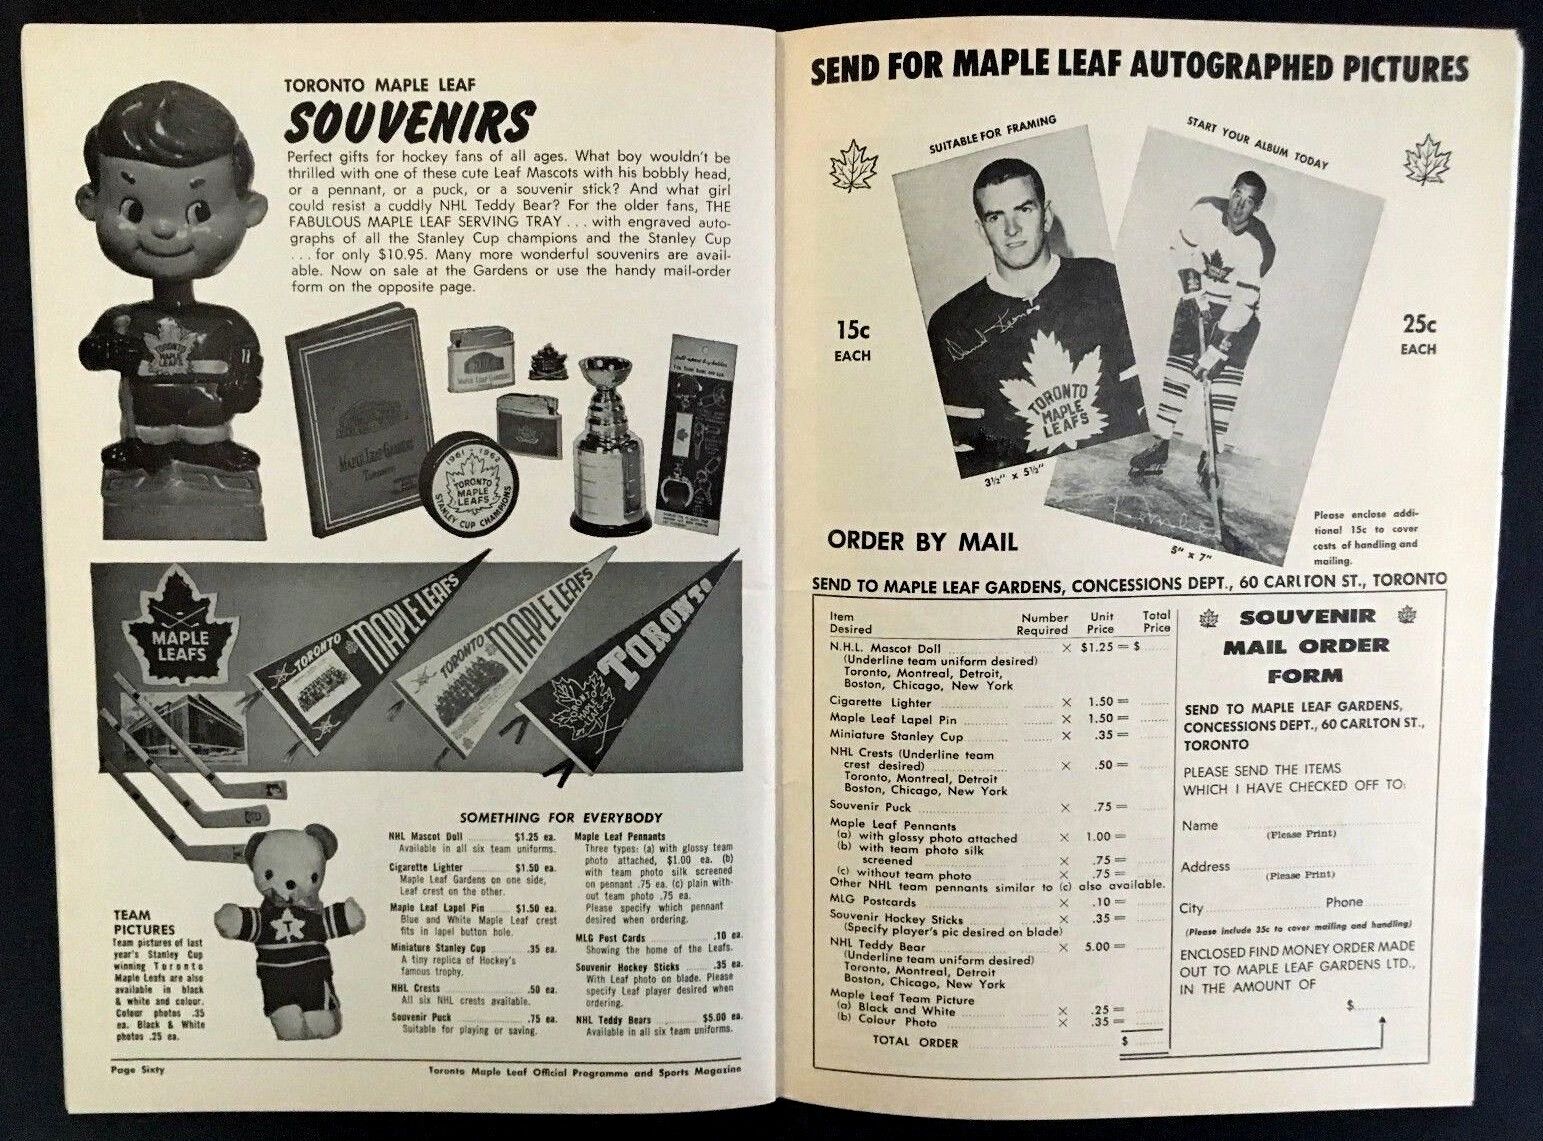 TORONTO MAPLE LEAF
SOUVENIRS
Perfect gifts for hockey fans of all ages. What boy wouldn't be
thrilled with one of these cute Leaf Mascots with his bobbly head,
or a pennant, or a puck, or a souvenir stick? And what girl
could resist a cuddly NHL Teddy Bear? For the older fans, THE
FABULOUS MAPLE LEAF SERVING TRAY . . . with engraved auto-
graphs of all the Stanley Cup champions and the Stanley Cup
. . . for only $10.95. Many more wonderful souvenirs are avail-
able. Now on sale at the Gardens or use the handy mail-order
form on the opposite page.
TORONTO
MAPLE
LEAFS
MAPLE LEAF GARDENS
MAPLE LEAF GARDENS
TORONTO
1961 - 1962
TORONTO
MAPLE
LEAFS
STANLEY CUP CHAMPIONS
MAPLE
LEAFS
TORONTO MAPLE LEAFS
TORONTO MAPLE LEAFS
TORONTO
TORONTO
MAPLE
LEAFS
T
TEAM
PICTURES
Team pictures of last
year's Stanley Cup
winning Toronto
Maple Leafs are also
available in black
& white and colour.
Colour photos .35
ea. Black & White
photos .25 ea.
SOMETHING FOR EVERYBODY
NHL Mascot Doll $1.25 ea.
Available in all six team uniforms.
Cigarette Lighter $1.50 ea.
Maple Leaf Gardens on one side,
Leaf crest on the other.
Maple Leaf Lapel Pin $1.50 ea.
Blue and White Maple Leaf crest
fits in lapel button hole.
Miniature Stanley Cup .35 ea.
A tiny replica of Hockey's
famous trophy.
NHL Crests .50 ea.
All six NHL crests available.
Souvenir Puck .75 ea.
Suitable for playing or saving.
Maple Leaf Pennants
Three types: (a) with glossy team
photo attached, $1.00 ea. (b)
with team photo silk screened
on pennant .75 ea. (c) plain with-
out team photo .75 ea.
Please specify which pennant
desired when ordering.
MLG Post Cards .10 ea.
Showing the home of the Leafs.
Souvenir Hockey Sticks .35 ea.
With Leaf photo on blade. Please
specify Leaf player desired when
ordering.
NHL Teddy Bears $5.00 ea.
Available in all six team uniforms.
Page Sixty
Toronto Maple Leaf Official Programme and Sports Magazine
SEND FOR MAPLE LEAF AUTOGRAPHED PICTURES
SUITABLE FOR FRAMING
START YOUR ALBUM TODAY
15c
EACH
25c
EACH
TORONTO
MAPLE
LEAFS
3½" x 5½"
5" x 7"
Please enclose addi-
tional 15c to cover
costs of handling and
mailing.
ORDER BY MAIL
SEND TO MAPLE LEAF GARDENS, CONCESSIONS DEPT., 60 CARLTON ST., TORONTO
Item Desired Number Required Unit Price Total Price
N.H.L. Mascot Doll × $1.25 = $
(Underline team uniform desired)
Toronto, Montreal, Detroit,
Boston, Chicago, New York
Cigarette Lighter × 1.50 =
Maple Leaf Lapel Pin × 1.50 =
Miniature Stanley Cup × .35 =
NHL Crests (Underline team
crest desired) × .50 =
Toronto, Montreal, Detroit
Boston, Chicago, New York
Souvenir Puck × .75 =
Maple Leaf Pennants
(a) with glossy photo attached × 1.00 =
(b) with team photo silk
screened × .75 =
(c) without team photo × .75 =
Other NHL team pennants similar to (c) also available.
MLG Postcards × .10 =
Souvenir Hockey Sticks × .35 =
(Specify player's pic desired on blade)
NHL Teddy Bear × 5.00 =
(Underline team uniform desired)
Toronto, Montreal, Detroit
Boston, Chicago, New York
Maple Leaf Team Picture
(a) Black and White × .25 =
(b) Colour Photo × .35 =
TOTAL ORDER $
SOUVENIR
MAIL ORDER
FORM
SEND TO MAPLE LEAF GARDENS,
CONCESSIONS DEPT., 60 CARLTON ST.,
TORONTO
PLEASE SEND THE ITEMS
WHICH I HAVE CHECKED OFF TO:
Name
(Please Print)
Address
(Please Print)
City Phone
(Please include 35c to cover mailing and handling)
ENCLOSED FIND MONEY ORDER MADE
OUT TO MAPLE LEAF GARDENS LTD.,
IN THE AMOUNT OF
$